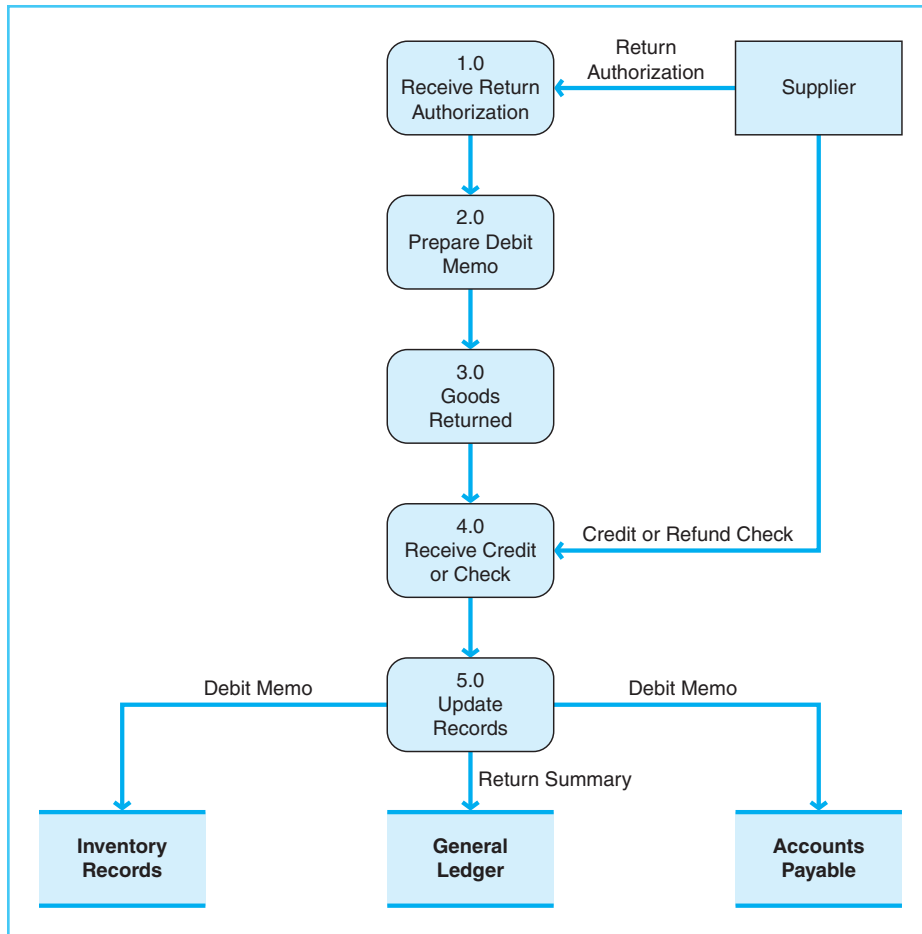 Return
Authorization
1.0
Receive Return
Authorization
Supplier
2.0
Prepare Debit
Memo
3.0
Goods
Returned
4.0
Receive Credit
or Check
Credit or Refund Check
5.0
Update
Records
Debit Memo
Debit Memo
Return Summary
Inventory
Records
General
Ledger
Accounts
Payable